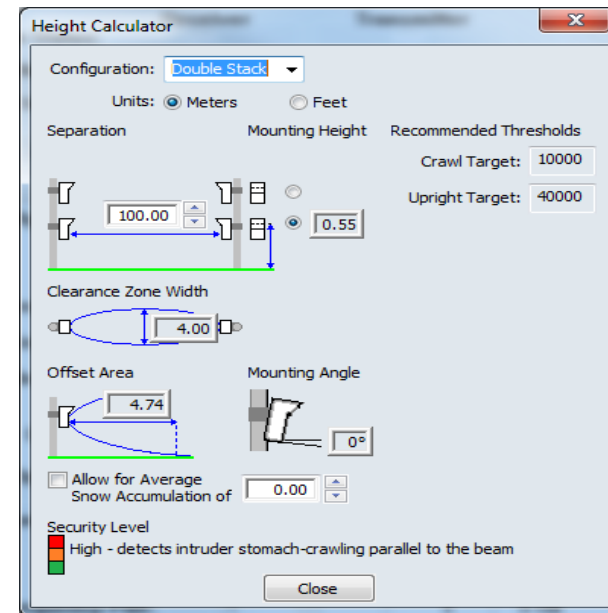 Height Calculator
Configuration: Double Stack
Units: Meters Feet
Separation Mounting Height Recommended Thresholds
Crawl Target: 10000
Upright Target: 40000
100.00
0.55
Clearance Zone Width
4.00
Offset Area Mounting Angle
4.74
0°
Allow for Average
Snow Accumulation of 0.00
Security Level
High - detects intruder stomach-crawling parallel to the beam
Close